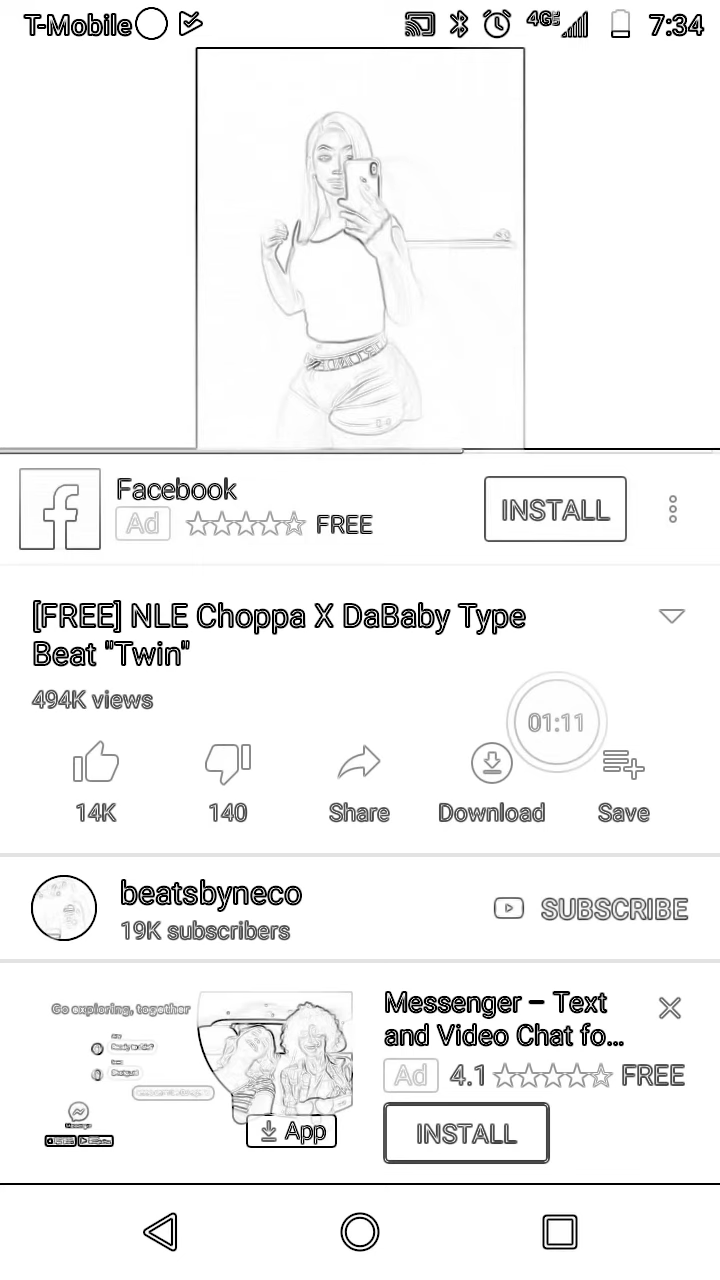 T-Mobile 4GE 7:34
Facebook
Ad FREE
INSTALL
[FREE] NLE Choppa X DaBaby Type
Beat "Twin"
494K views
01:11
14K 140 Share Download Save
beatsbyneco
19K subscribers
SUBSCRIBE
Go exploring, together
App
Messenger – Text
and Video Chat fo...
Ad 4.1 FREE
INSTALL